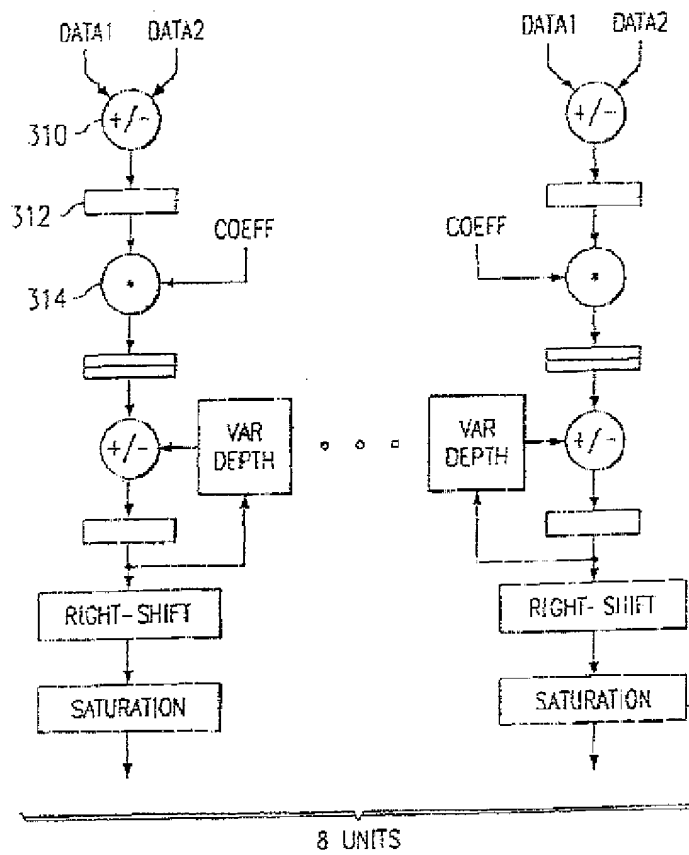 DATA1 DATA2 DATA1 DATA2
310 +/- +/-
312
COEFF COEFF
314
+/- VAR DEPTH VAR DEPTH +/-
RIGHT-SHIFT RIGHT-SHIFT
SATURATION SATURATION
8 UNITS